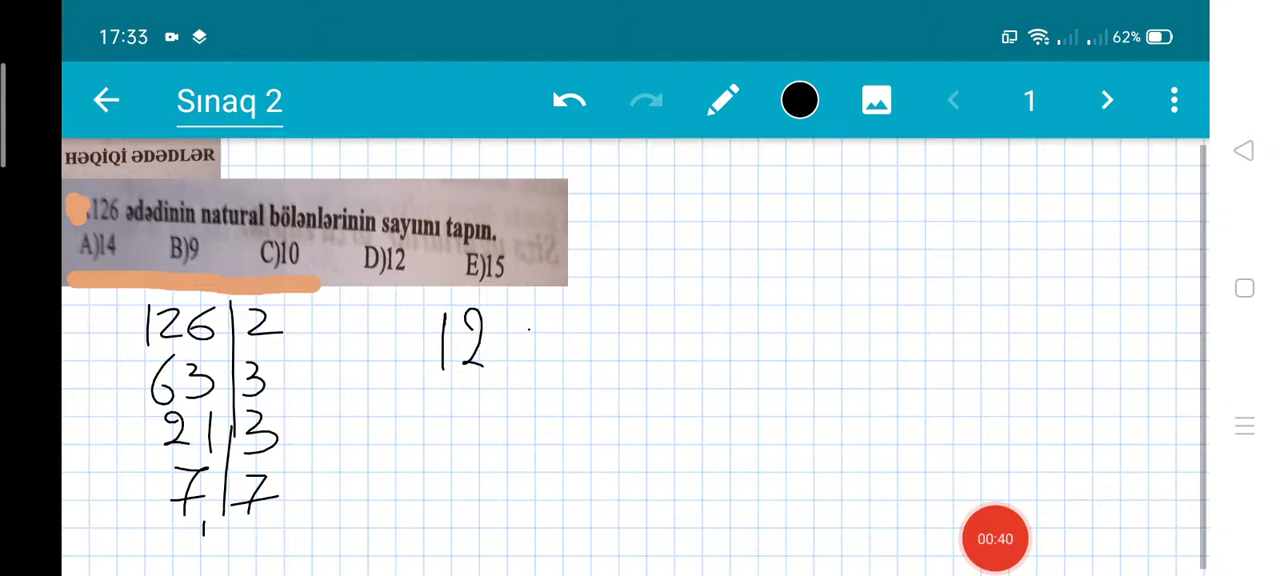 17:33 62%
Sınaq 2 1
HƏQİQİ ƏDƏDLƏR
126 ədədinin natural bölənlərinin sayını tapın.
A)14 B)9 C)10 D)12 E)15
126 2 12
63 3
21 3
7 7
1
00:40